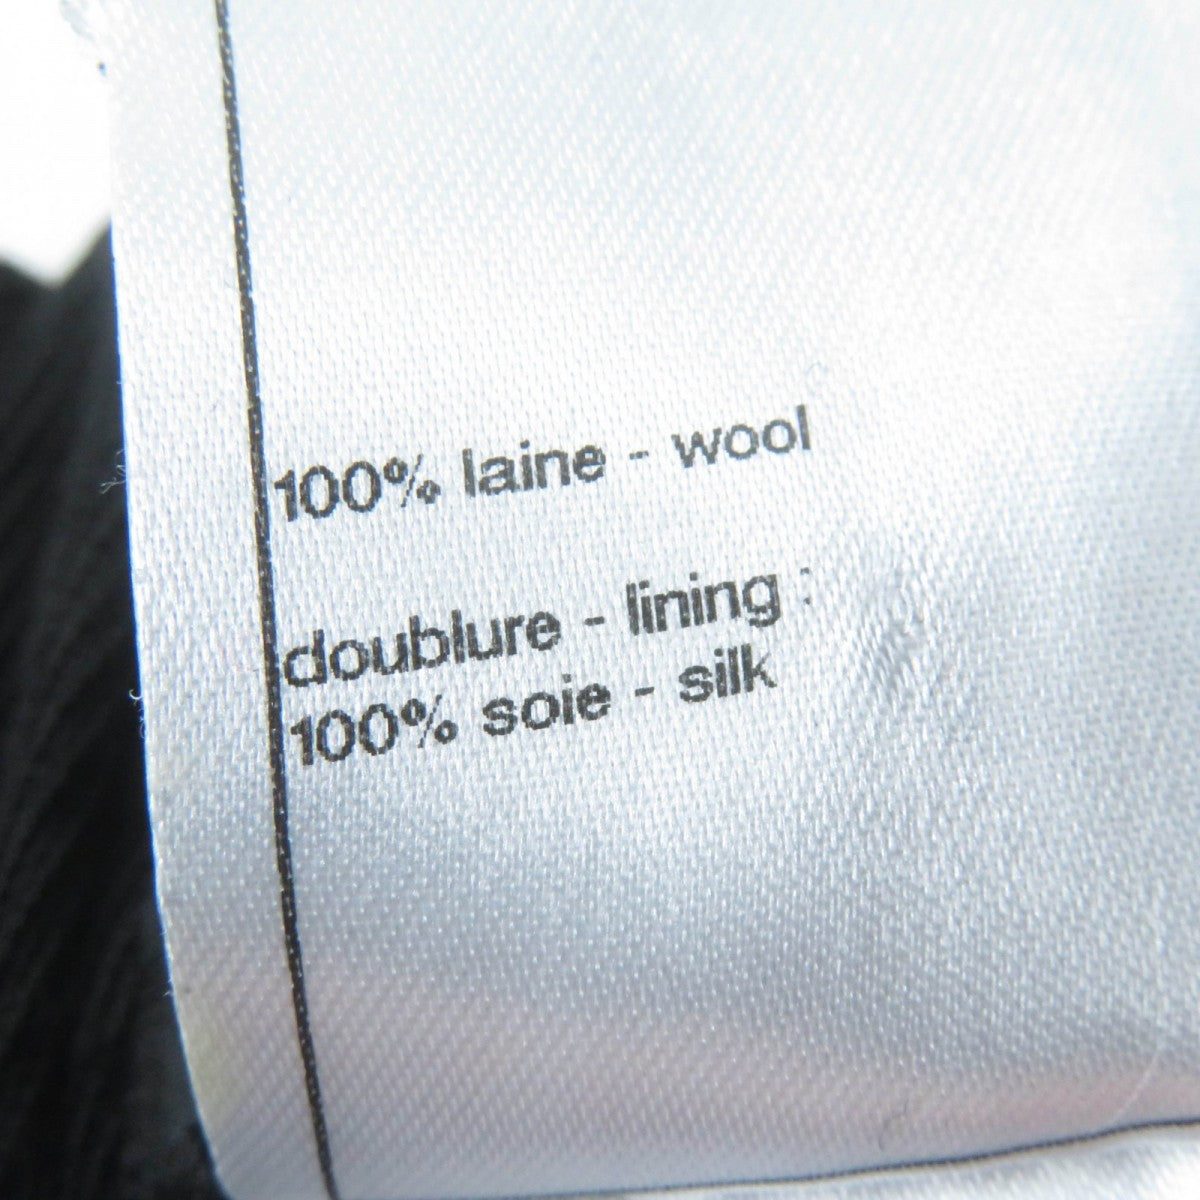 100% laine - wool
doublure - lining :
100% soie - silk